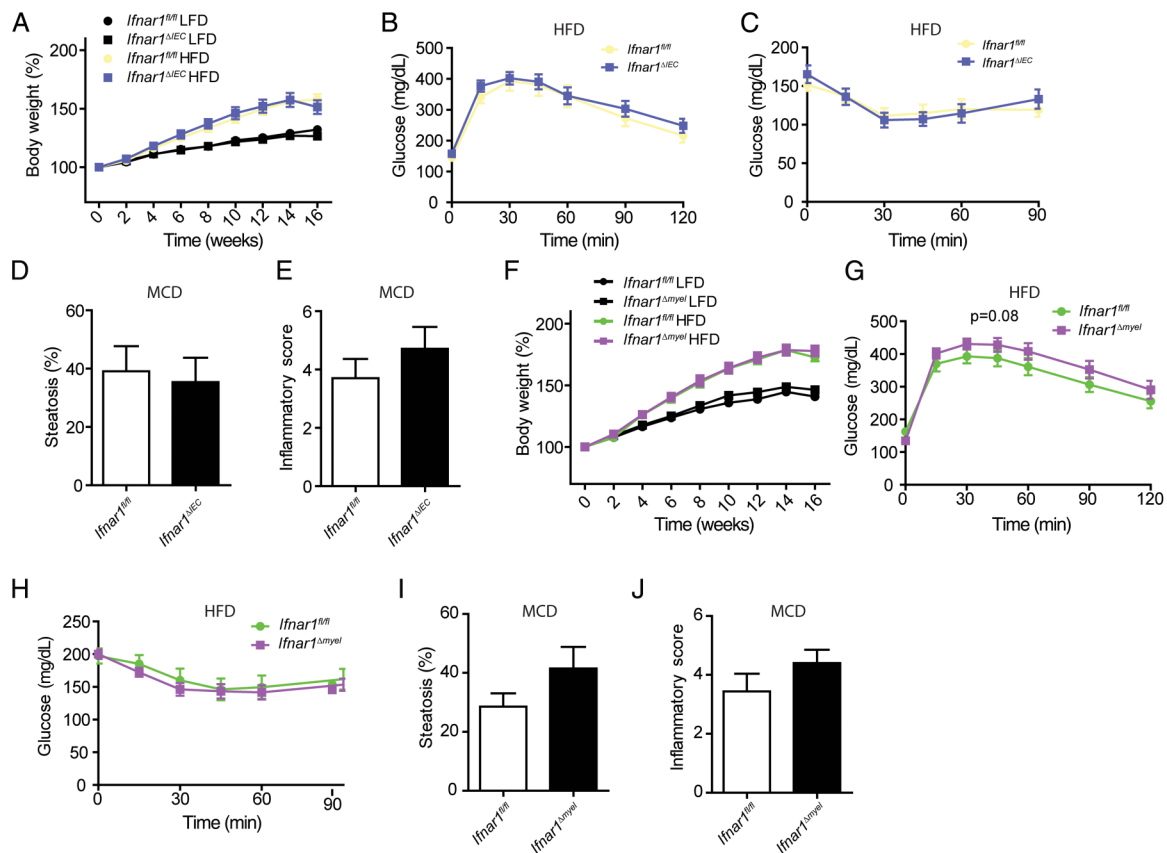 A
Ifnar1fl/fl LFD
Ifnar1ΔIEC LFD
Ifnar1fl/fl HFD
Ifnar1ΔIEC HFD
200
150
100
Body weight (%)
0 2 4 6 8 10 12 14 16
Time (weeks)
B
HFD
Ifnar1fl/fl
Ifnar1ΔIEC
500
400
300
200
100
0
Glucose (mg/dL)
0 30 60 90 120
Time (min)
C
HFD
Ifnar1fl/fl
Ifnar1ΔIEC
200
150
100
50
0
Glucose (mg/dL)
0 30 60 90
Time (min)
D
MCD
60
40
20
0
Steatosis (%)
Ifnar1fl/fl
Ifnar1ΔIEC
E
MCD
6
4
2
0
Inflammatory score
Ifnar1fl/fl
Ifnar1ΔIEC
F
Ifnar1fl/fl LFD
Ifnar1Δmyel LFD
Ifnar1fl/fl HFD
Ifnar1Δmyel HFD
200
150
100
Body weight (%)
0 2 4 6 8 10 12 14 16
Time (weeks)
G
HFD
p=0.08
Ifnar1fl/fl
Ifnar1Δmyel
500
400
300
200
100
0
Glucose (mg/dL)
0 30 60 90 120
Time (min)
H
HFD
Ifnar1fl/fl
Ifnar1Δmyel
250
200
150
100
50
0
Glucose (mg/dL)
0 30 60 90
Time (min)
I
MCD
60
40
20
0
Steatosis (%)
Ifnar1fl/fl
Ifnar1Δmyel
J
MCD
6
4
2
0
Inflammatory score
Ifnar1fl/fl
Ifnar1Δmyel